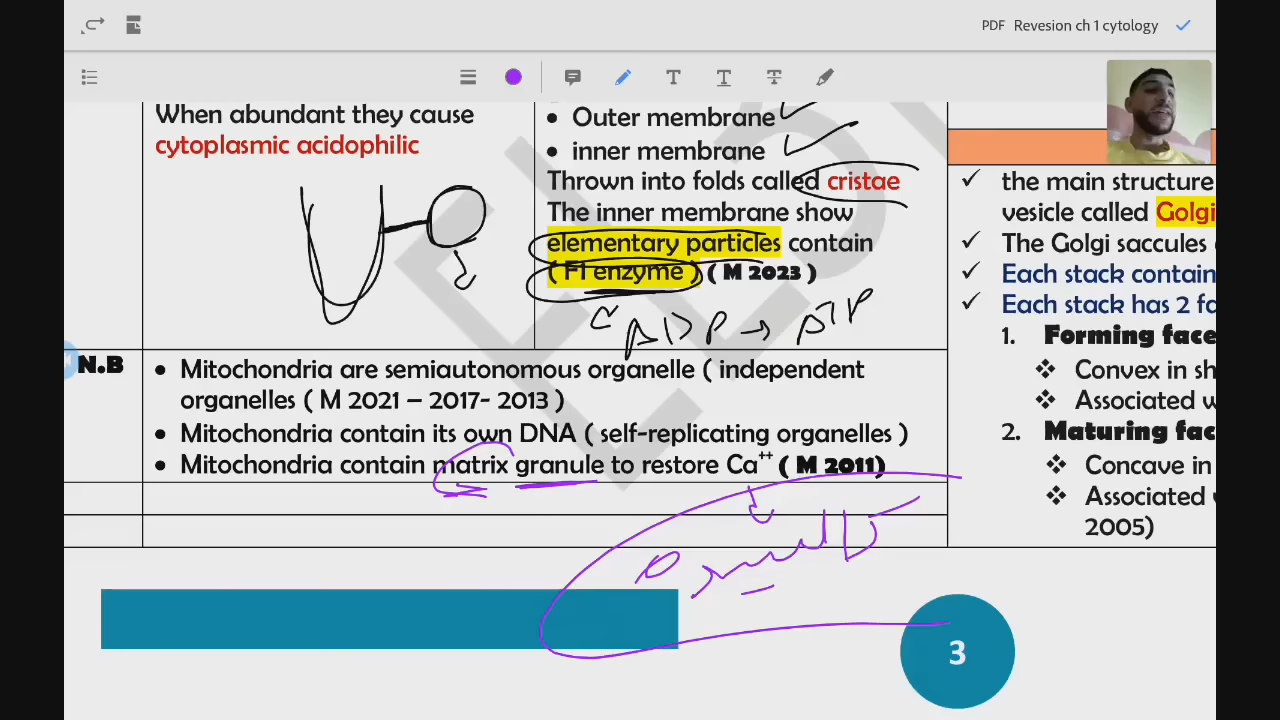 PDF Revesion ch 1 cytology
When abundant they cause
cytoplasmic acidophilic
• Outer membrane
• inner membrane
Thrown into folds called cristae
The inner membrane show
elementary particles contain
( F1 enzyme ) ( M 2023 )
ADP → ATP
N.B
• Mitochondria are semiautonomous organelle ( independent
organelles ( M 2021 – 2017- 2013 )
• Mitochondria contain its own DNA ( self-replicating organelles )
• Mitochondria contain matrix granule to restore Ca++ ( M 2011)
✓ the main structure
vesicle called Golgi
✓ The Golgi saccules
✓ Each stack contain
✓ Each stack has 2 fa
1. Forming face
❖ Convex in sh
❖ Associated w
2. Maturing fac
❖ Concave in
❖ Associated w
2005)
3